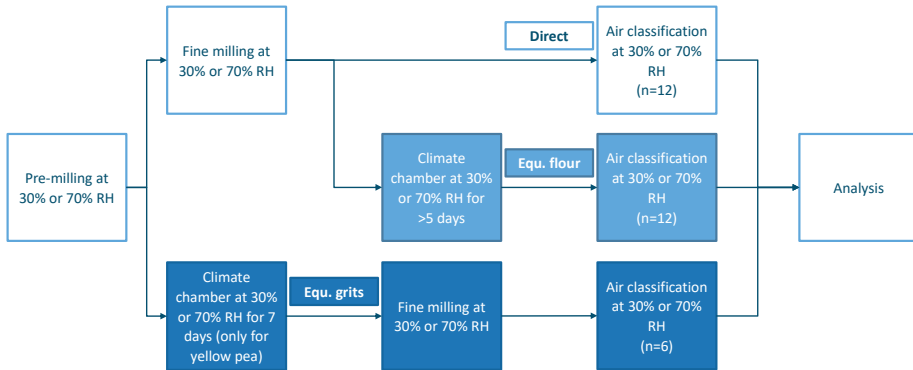 Direct
Fine milling at
30% or 70% RH
Air classification
at 30% or 70%
RH
(n=12)
Pre-milling at
30% or 70% RH
Climate
chamber at 30%
or 70% RH for
>5 days
Equ. flour
Air classification
at 30% or 70%
RH
(n=12)
Analysis
Climate
chamber at 30%
or 70% RH for 7
days (only for
yellow pea)
Equ. grits
Fine milling at
30% or 70% RH
Air classification
at 30% or 70%
RH
(n=6)